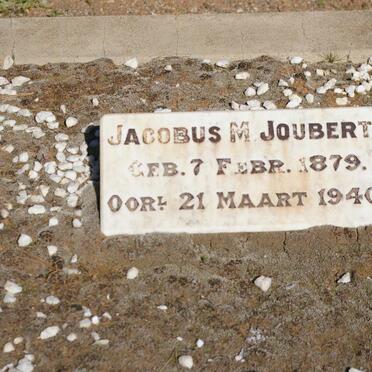 JACOBUS M. JOUBERT
GEB. 7 FEBR. 1879.
OORL 21 MAART 1940